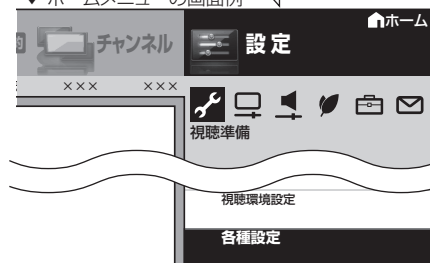 ホームメニューの画面例
ホーム
チャンネル
設定
××× ×××
視聴準備
視聴環境設定
各種設定